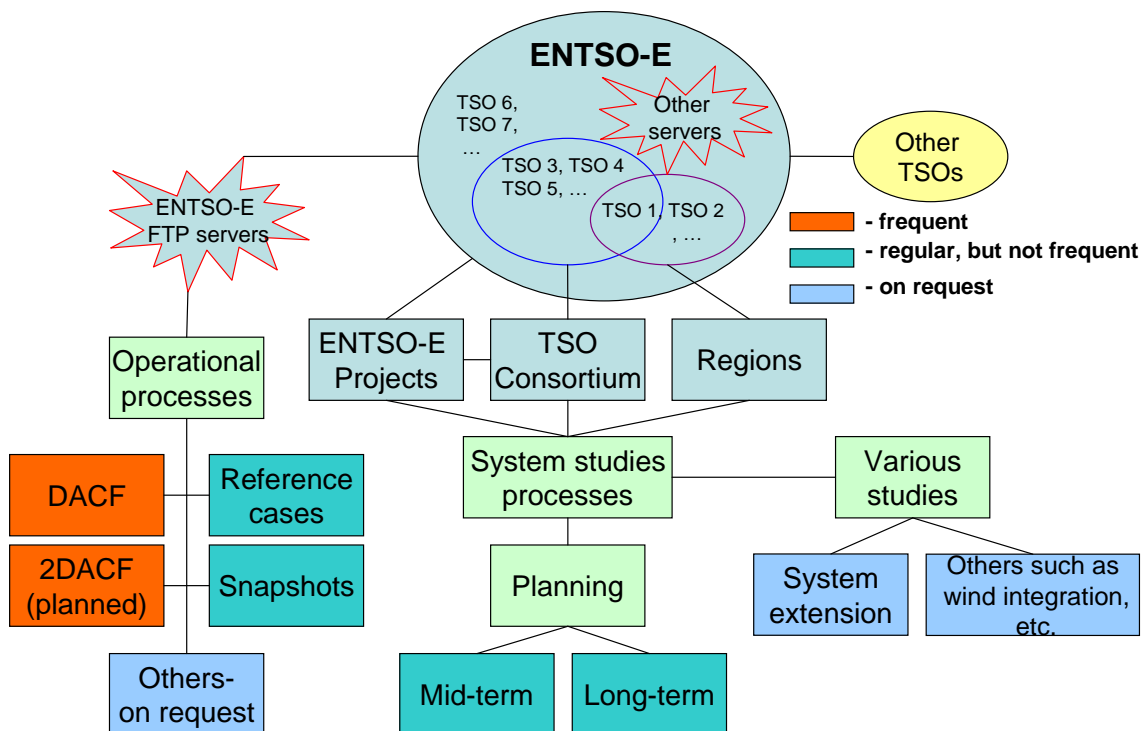 ENTSO-E
TSO 6,
TSO 7,
...
Other
servers
TSO 3, TSO 4
TSO 5, ...
TSO 1, TSO 2
, ...
Other
TSOs
ENTSO-E
FTP servers
- frequent
- regular, but not frequent
- on request
Operational
processes
ENTSO-E
Projects
TSO
Consortium
Regions
DACF
Reference
cases
2DACF
(planned)
Snapshots
Others-
on request
System studies
processes
Various
studies
Planning
System
extension
Others such as
wind integration,
etc.
Mid-term
Long-term